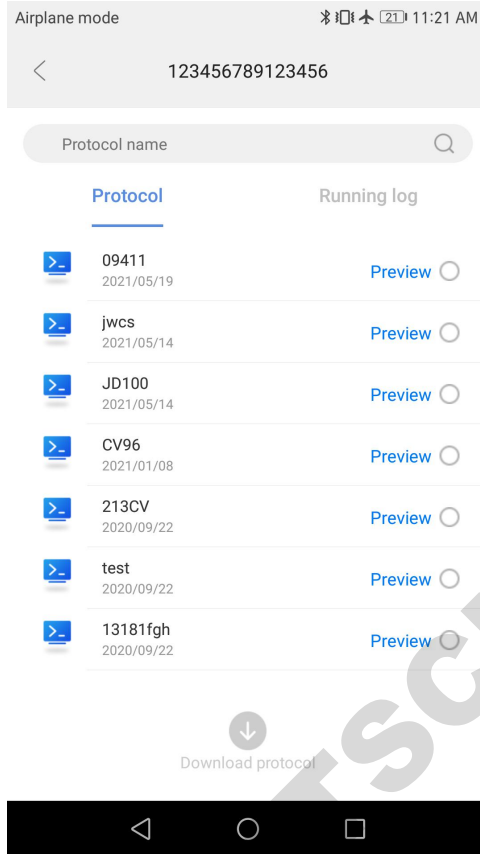 Airplane mode 21 11:21 AM
123456789123456
Protocol name
Protocol Running log
09411
2021/05/19
Preview
jwcs
2021/05/14
Preview
JD100
2021/05/14
Preview
CV96
2021/01/08
Preview
213CV
2020/09/22
Preview
test
2020/09/22
Preview
13181fgh
2020/09/22
Preview
Download protocol